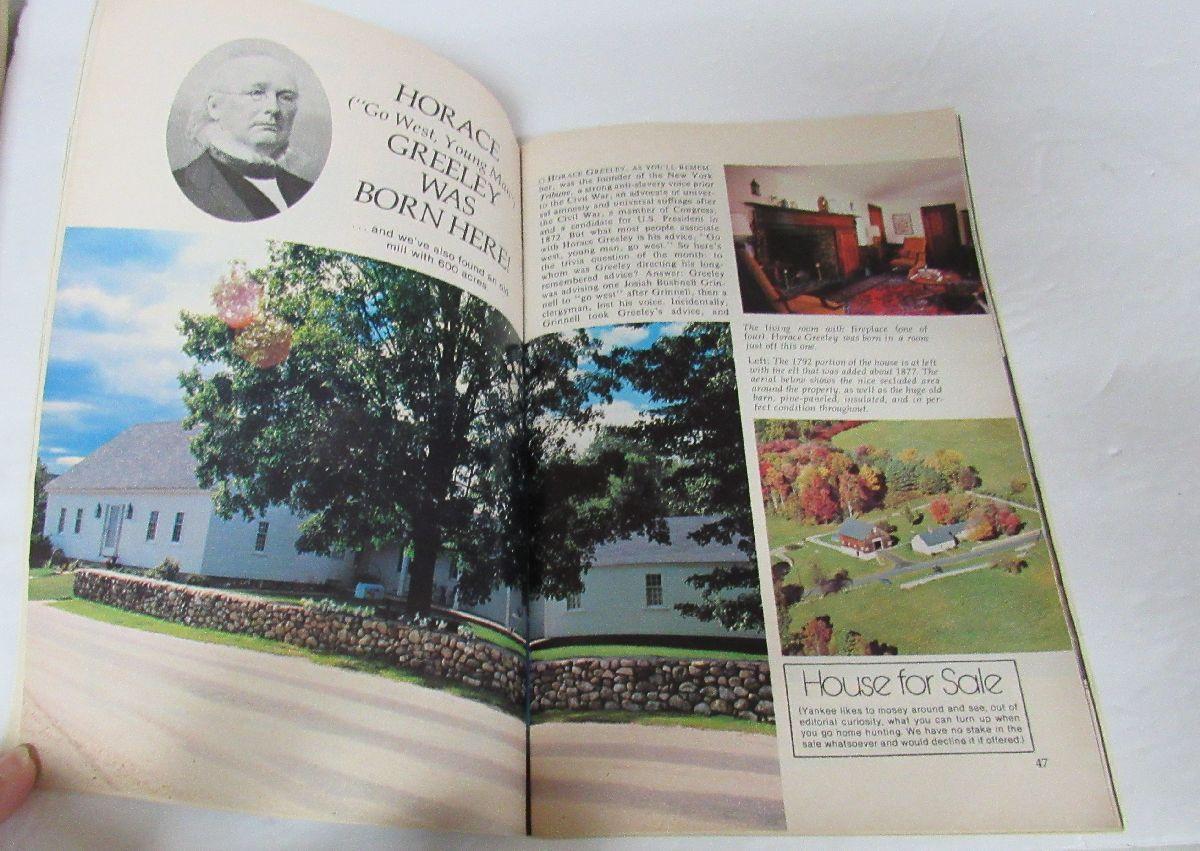 HORACE
("Go West, Young Man")
GREELEY
WAS
BORN HERE!
. . . and we've also found an old
mill with 600 acres
HORACE GREELEY, AS YOU'LL REMEM-
ber, was the founder of the New York
Tribune, a strong anti-slavery voice prior
to the Civil War, an advocate of univer-
sal amnesty and universal suffrage after
the Civil War, a member of Congress,
and a candidate for U.S. President in
1872. But what most people associate
with Horace Greeley is his advice, "Go
west, young man, go west." So here's
the trivia question of the month: to
whom was Greeley directing his long-
remembered advice? Answer: Greeley
was advising one Josiah Bushnell Grin-
nell to "go west" after Grinnell, then a
clergyman, lost his voice. Incidentally,
Grinnell took Greeley's advice, and
The living room with fireplace (one of
four). Horace Greeley was born in a room
just off this one.
Left: The 1792 portion of the house is at left
with the ell that was added about 1877. The
aerial below shows the nice secluded area
around the property, as well as the huge old
barn, pine-paneled, insulated, and in per-
fect condition throughout.
House for Sale
(Yankee likes to mosey around and see, out of
editorial curiosity, what you can turn up when
you go home hunting. We have no stake in the
sale whatsoever and would decline it if offered.)
47